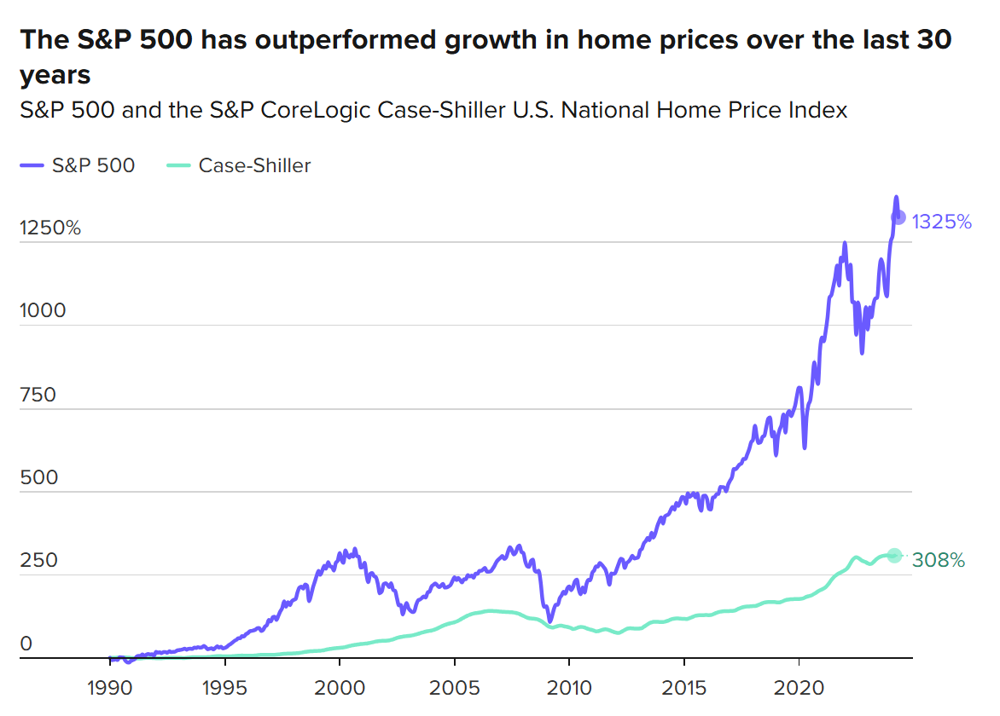 The S&P 500 has outperformed growth in home prices over the last 30
years
S&P 500 and the S&P CoreLogic Case-Shiller U.S. National Home Price Index
S&P 500 Case-Shiller
1250%
1325%
1000
750
500
250
308%
0
1990 1995 2000 2005 2010 2015 2020